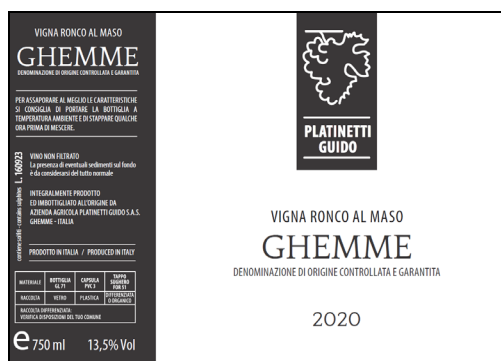 VIGNA RONCO AL MASO
GHEMME
DENOMINAZIONE DI ORIGINE CONTROLLATA E GARANTITA
PER ASSAPORARE AL MEGLIO LE CARATTERISTICHE
SI CONSIGLIA DI PORTARE LA BOTTIGLIA A
TEMPERATURA AMBIENTE E DI STAPPARE QUALCHE
ORA PRIMA DI MESCERE.
contiene solfiti - contains sulphites L. 160923
VINO NON FILTRATO
La presenza di eventuali sedimenti sul fondo
è da considerarsi del tutto normale
INTEGRALMENTE PRODOTTO
ED IMBOTTIGLIATO ALL'ORIGINE DA
AZIENDA AGRICOLA PLATINETTI GUIDO S.A.S.
GHEMME - ITALIA
PRODOTTO IN ITALIA / PRODUCED IN ITALY
MATERIALE BOTTIGLIA GL 71 CAPSULA PVC 3 TAPPO SUGHERO FOR 51
RACCOLTA VETRO PLASTICA DIFFERENZIATA O ORGANICO
RACCOLTA DIFFERENZIATA:
VERIFICA DISPOSIZIONI DEL TUO COMUNE
e 750 ml 13,5% Vol
PLATINETTI
GUIDO
VIGNA RONCO AL MASO
GHEMME
DENOMINAZIONE DI ORIGINE CONTROLLATA E GARANTITA
2020